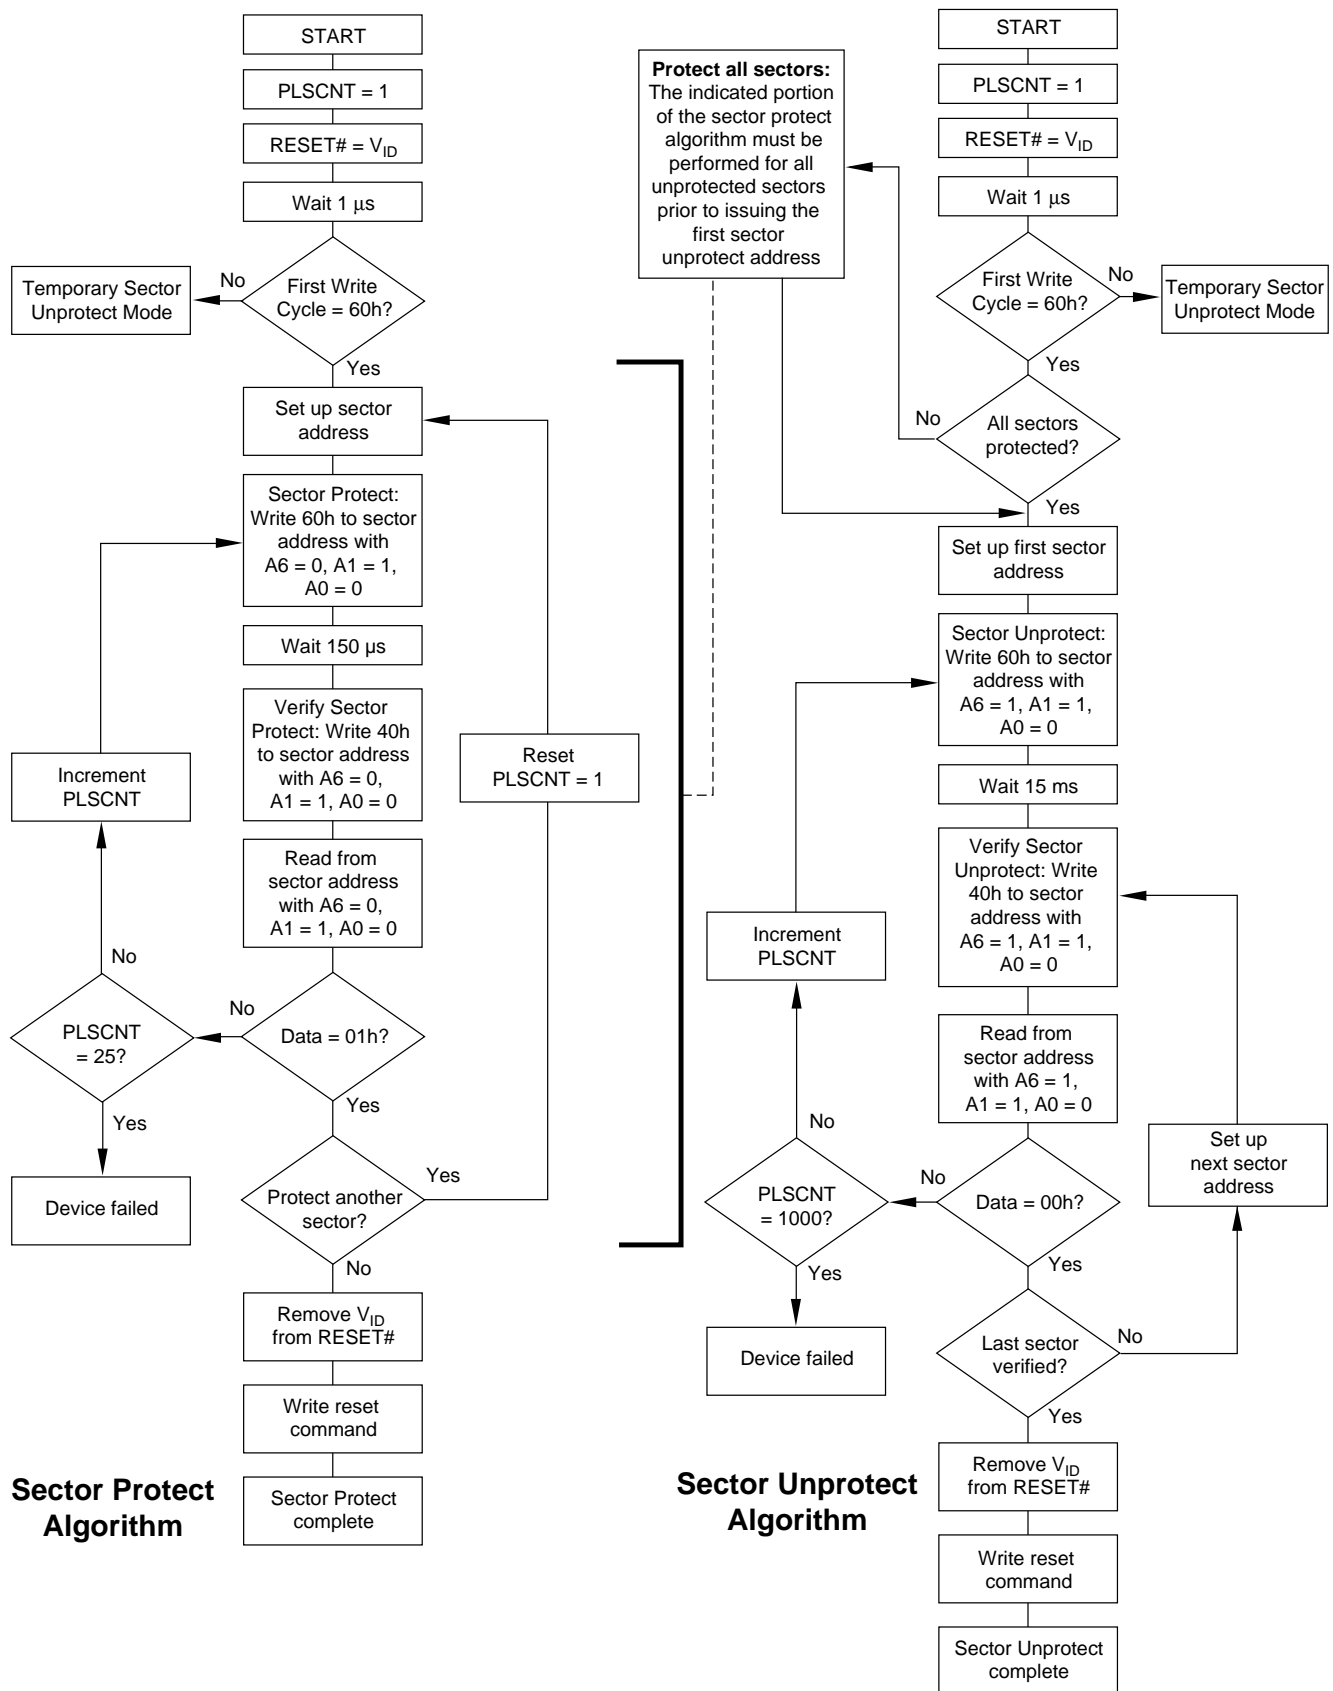 START
PLSCNT = 1
RESET# = VID
Wait 1 μs
First Write
Cycle = 60h?
No
Temporary Sector
Unprotect Mode
Yes
Set up sector
address
Sector Protect:
Write 60h to sector
address with
A6 = 0, A1 = 1,
A0 = 0
Wait 150 µs
Verify Sector
Protect: Write 40h
to sector address
with A6 = 0,
A1 = 1, A0 = 0
Reset
PLSCNT = 1
Increment
PLSCNT
Read from
sector address
with A6 = 0,
A1 = 1, A0 = 0
No
No
PLSCNT
= 25?
Data = 01h?
Yes
Yes
Device failed
Yes
Protect another
sector?
No
Remove VID
from RESET#
Write reset
command
Sector Protect
complete
Sector Protect
Algorithm
Protect all sectors:
The indicated portion
of the sector protect
algorithm must be
performed for all
unprotected sectors
prior to issuing the
first sector
unprotect address
START
PLSCNT = 1
RESET# = VID
Wait 1 μs
First Write
Cycle = 60h?
No
Temporary Sector
Unprotect Mode
Yes
No
All sectors
protected?
Yes
Set up first sector
address
Sector Unprotect:
Write 60h to sector
address with
A6 = 1, A1 = 1,
A0 = 0
Wait 15 ms
Verify Sector
Unprotect: Write
40h to sector
address with
A6 = 1, A1 = 1,
A0 = 0
Increment
PLSCNT
Read from
sector address
with A6 = 1,
A1 = 1, A0 = 0
No
Set up
next sector
address
No
PLSCNT
= 1000?
Data = 00h?
Yes
Yes
Device failed
Last sector
verified?
No
Yes
Remove VID
from RESET#
Write reset
command
Sector Unprotect
complete
Sector Unprotect
Algorithm